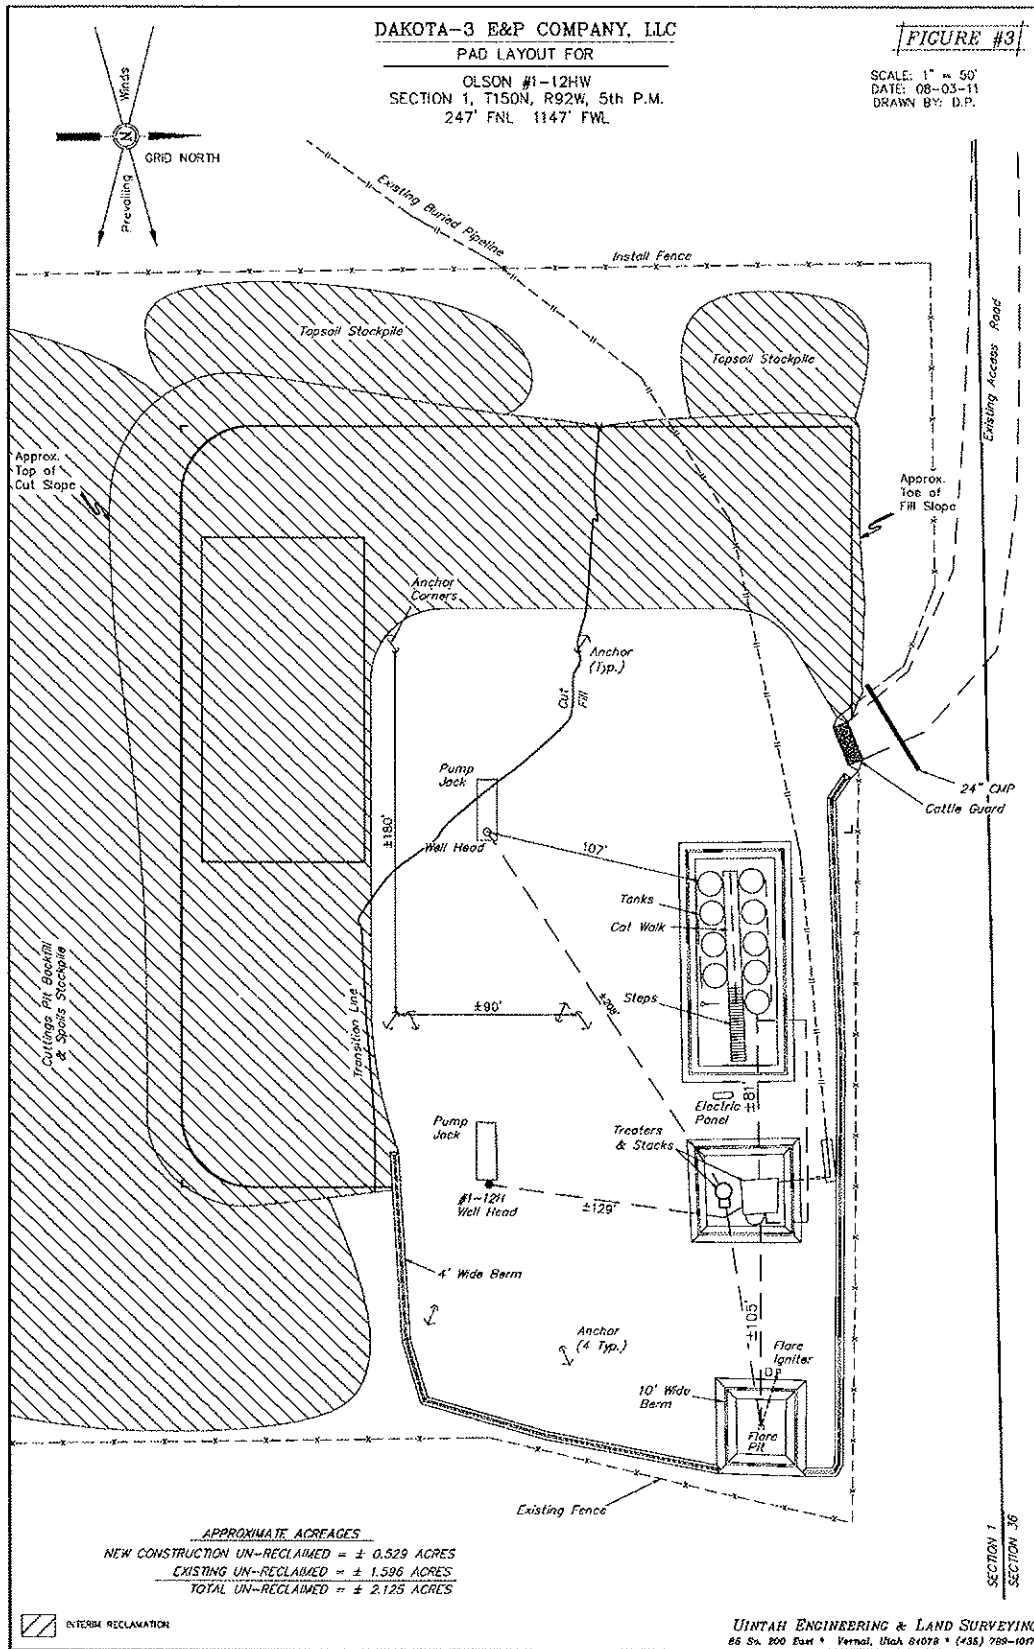 DAKOTA-3 E&P COMPANY, LLC
PAD LAYOUT FOR
OLSON #1-12HW
SECTION 1, T150N, R92W, 5th P.M.
247' FNL 1147' FWL
FIGURE #3
SCALE: 1" = 50'
DATE: 08-03-11
DRAWN BY: D.P.
Winds
N
GRID NORTH
Prevailing
Existing Buried Pipeline
Install Fence
Topsoil Stockpile
Topsoil Stockpile
Existing Access Road
Approx.
Top of
Cut Slope
Approx.
Toe of
Fill Slope
Anchor
Corners
Anchor
(Typ.)
Cut
Fill
Pump
Jack
Well Head
±180'
107'
24" CMP
Cattle Guard
Tanks
Cat Walk
Steps
±208'
±90'
Cuttings Pit Backfill
& Spoils Stockpile
Transition Line
Electric
Panel
±81'
Treaters
& Stacks
Pump
Jack
#1-12H
Well Head
±129'
4' Wide Berm
±105'
Anchor
(4 Typ.)
Flare
Igniter
10' Wide
Berm
Flare
Pit
Existing Fence
APPROXIMATE ACREAGES
NEW CONSTRUCTION UN-RECLAIMED = ± 0.529 ACRES
EXISTING UN-RECLAIMED = ± 1.596 ACRES
TOTAL UN-RECLAIMED = ± 2.125 ACRES
SECTION 1
SECTION 36
INTERIM RECLAMATION
UINTAH ENGINEERING & LAND SURVEYING
85 So. 200 East * Vernal, Utah 84078 * (435) 789-1017